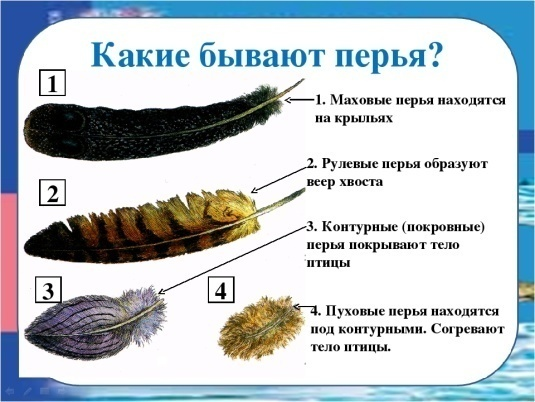 Какие бывают перья?
1
1. Маховые перья находятся
на крыльях
2. Рулевые перья образуют
веер хвоста
2
3. Контурные (покровные)
перья покрывают тело
птицы
3
4
4. Пуховые перья находятся
под контурными. Согревают
тело птицы.